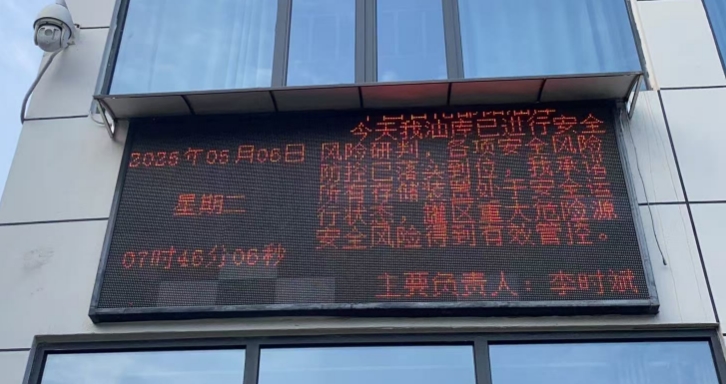 2025年05月06日
星期二
07时46分06秒
今天我油库已进行安全
风险研判，各项安全风险
防控已落实到位，我承诺
所有存储装置处于安全运
行状态，罐区重大危险源
安全风险得到有效管控。
主要负责人：李时斌